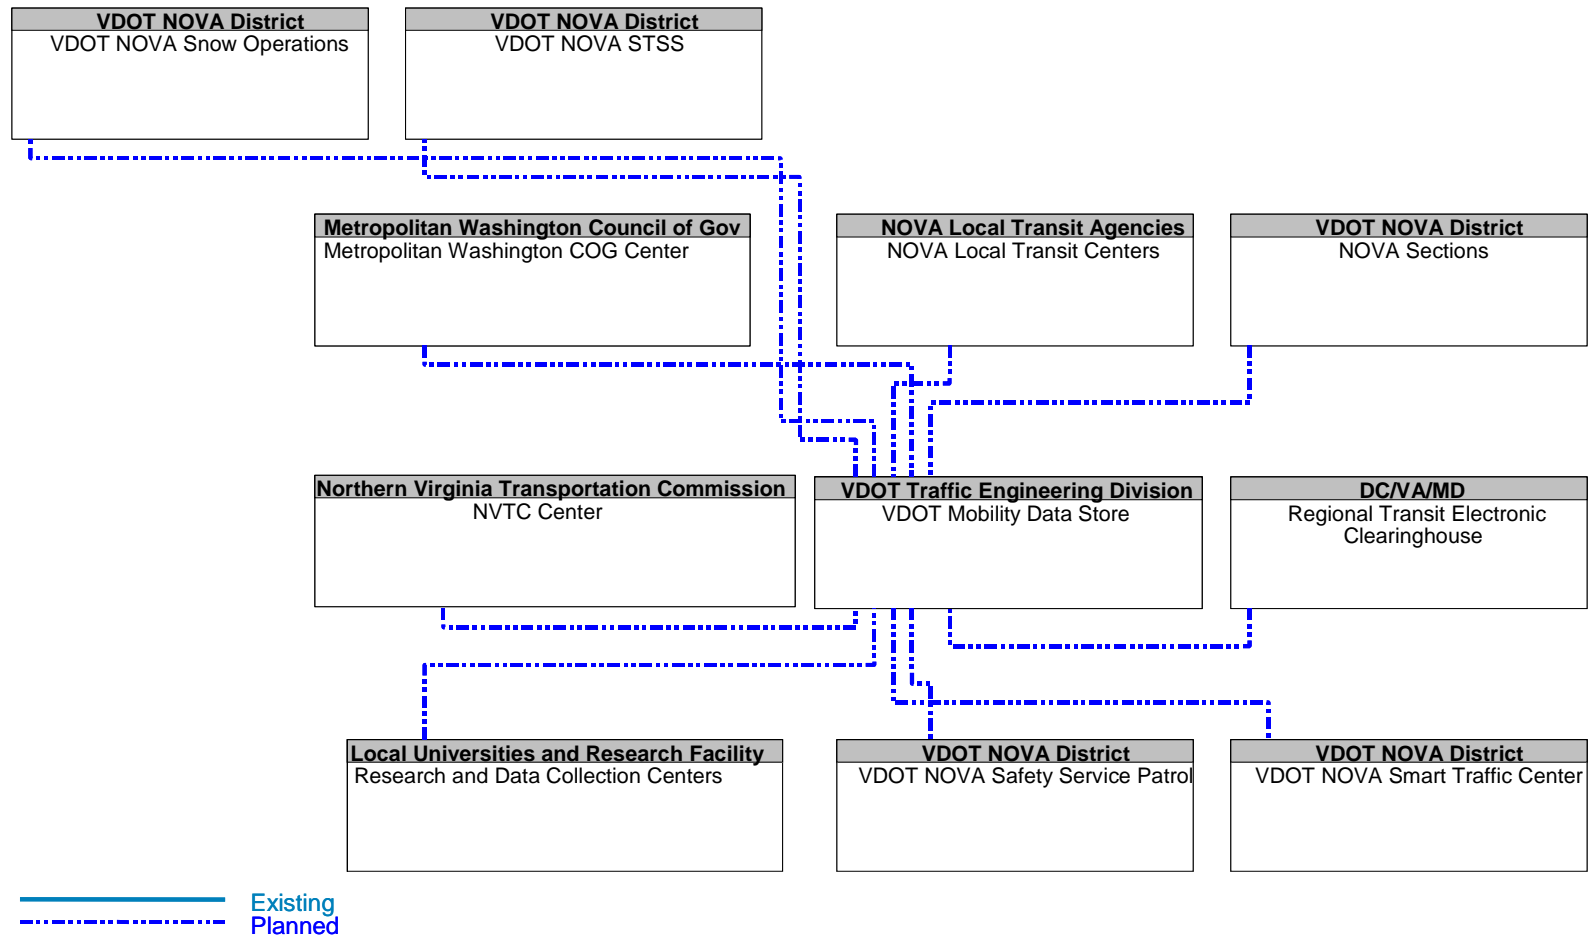 VDOT NOVA District
VDOT NOVA Snow Operations
VDOT NOVA District
VDOT NOVA STSS
Metropolitan Washington Council of Gov
Metropolitan Washington COG Center
NOVA Local Transit Agencies
NOVA Local Transit Centers
VDOT NOVA District
NOVA Sections
Northern Virginia Transportation Commission
NVTC Center
VDOT Traffic Engineering Division
VDOT Mobility Data Store
DC/VA/MD
Regional Transit Electronic
Clearinghouse
Local Universities and Research Facility
Research and Data Collection Centers
VDOT NOVA District
VDOT NOVA Safety Service Patrol
VDOT NOVA District
VDOT NOVA Smart Traffic Center
Existing
Planned